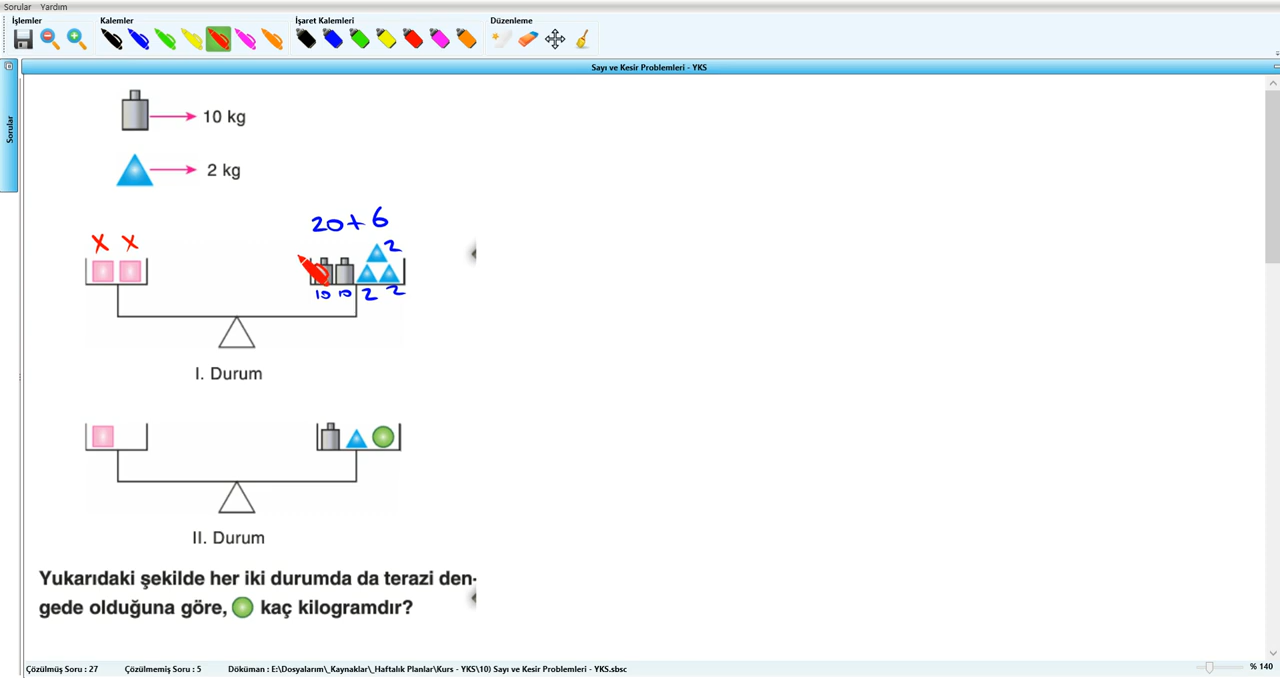 Sorular Yardım
İşlemler Kalemler İşaret Kalemleri Düzenleme
Sayı ve Kesir Problemleri - YKS
Sorular
10 kg
2 kg
20+6
X X
2
10 10 2 2
I. Durum
II. Durum
Yukarıdaki şekilde her iki durumda da terazi den-
gede olduğuna göre, kaç kilogramdır?
Çözülmüş Soru : 27 Çözülmemiş Soru : 5 Döküman : E:\Dosyalarım\_Kaynaklar\_Haftalık Planlar\Kurs - YKS\10) Sayı ve Kesir Problemleri - YKS.sbsc % 140